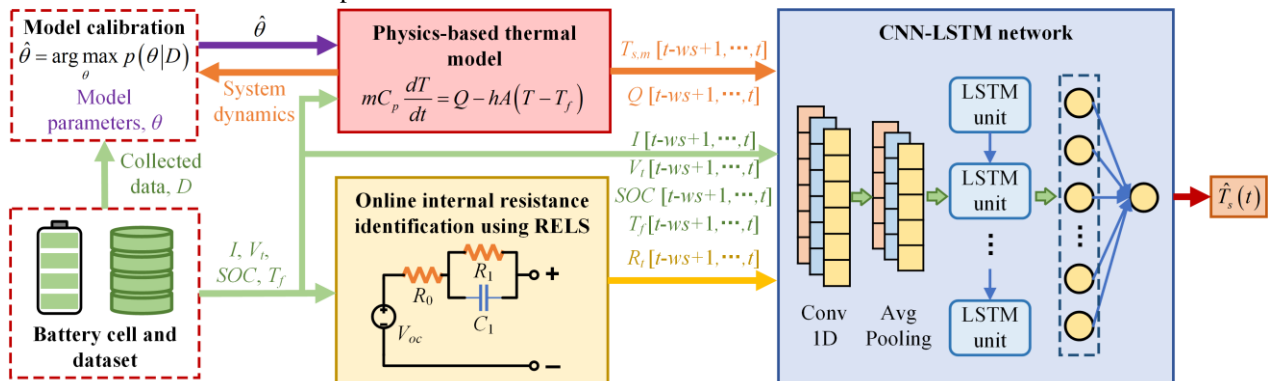 Model calibration
θ̂ = arg max p(θ|D)
θ
Model
parameters, θ
θ̂
System
dynamics
Collected
data, D
Battery cell and
dataset
I, V_t,
SOC, T_f
Physics-based thermal
model
mC_p dT/dt = Q − hA(T − T_f)
Online internal resistance
identification using RELS
R_0
R_1
C_1
V_oc
+
−
T_{s,m} [t-ws+1,⋯,t]
Q [t-ws+1,⋯,t]
I [t-ws+1,⋯,t]
V_t [t-ws+1,⋯,t]
SOC [t-ws+1,⋯,t]
T_f [t-ws+1,⋯,t]
R_t [t-ws+1,⋯,t]
CNN-LSTM network
Conv
1D
Avg
Pooling
LSTM
unit
LSTM
unit
⋯
LSTM
unit
⋯
T̂_s(t)